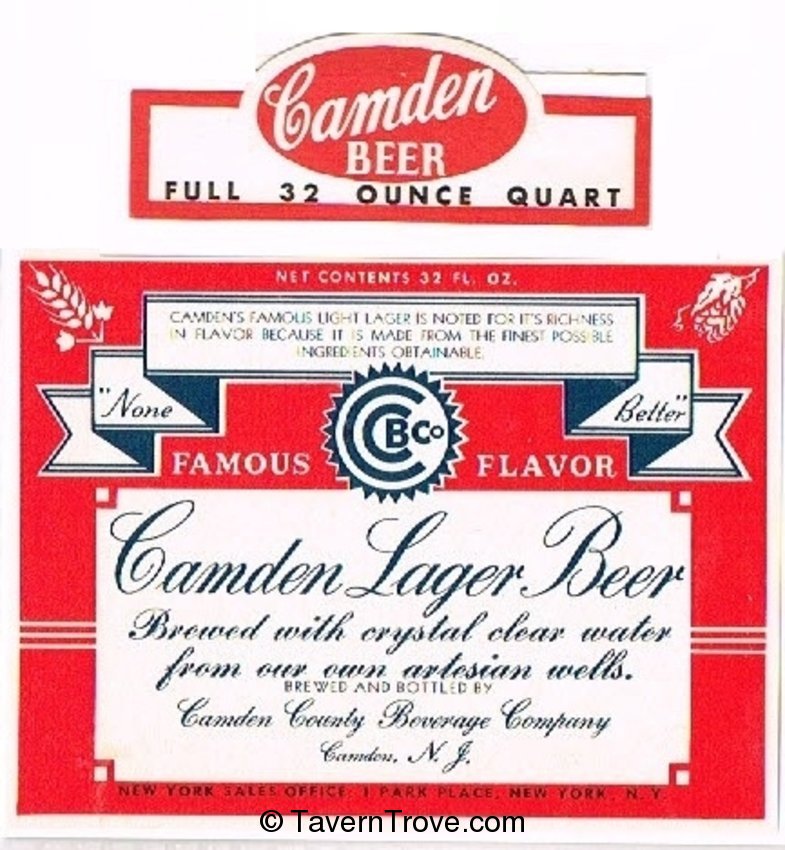 Camden
BEER
FULL 32 OUNCE QUART
NET CONTENTS 32 FL. OZ.
CAMDEN'S FAMOUS LIGHT LAGER IS NOTED FOR IT'S RICHNESS
IN FLAVOR BECAUSE IT IS MADE FROM THE FINEST POSSIBLE
INGREDIENTS OBTAINABLE.
"None Better"
CCBCo
FAMOUS FLAVOR
Camden Lager Beer
Brewed with crystal clear water
from our own artesian wells.
BREWED AND BOTTLED BY
Camden County Beverage Company
Camden, N. J.
NEW YORK SALES OFFICE, 1 PARK PLACE, NEW YORK, N. Y.
© TavernTrove.com